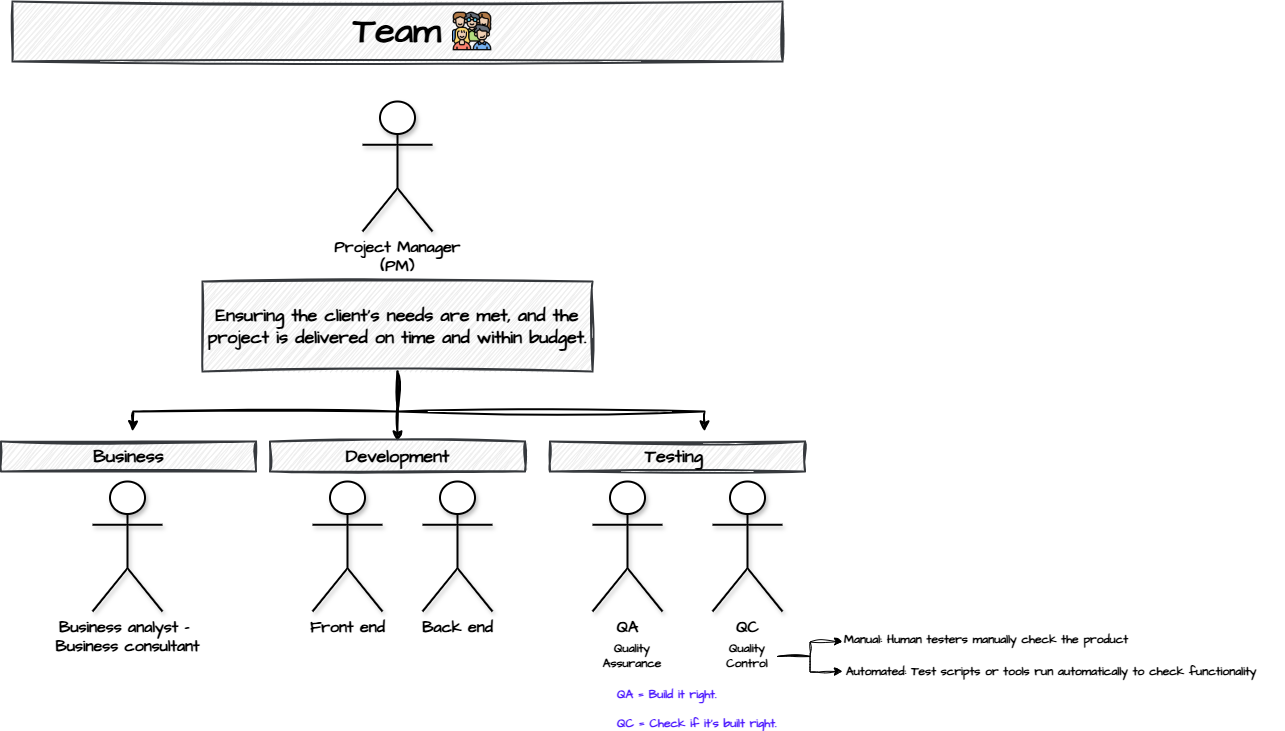 Team
Project Manager
(PM)
Ensuring the client's needs are met, and the
project is delivered on time and within budget.
Business
Development
Testing
Business analyst -
Business consultant
Front end
Back end
QA
Quality
Assurance
QC
Quality
Control
Manual: Human testers manually check the product
Automated: Test scripts or tools run automatically to check functionality
QA = Build it right.
QC = Check if it's built right.